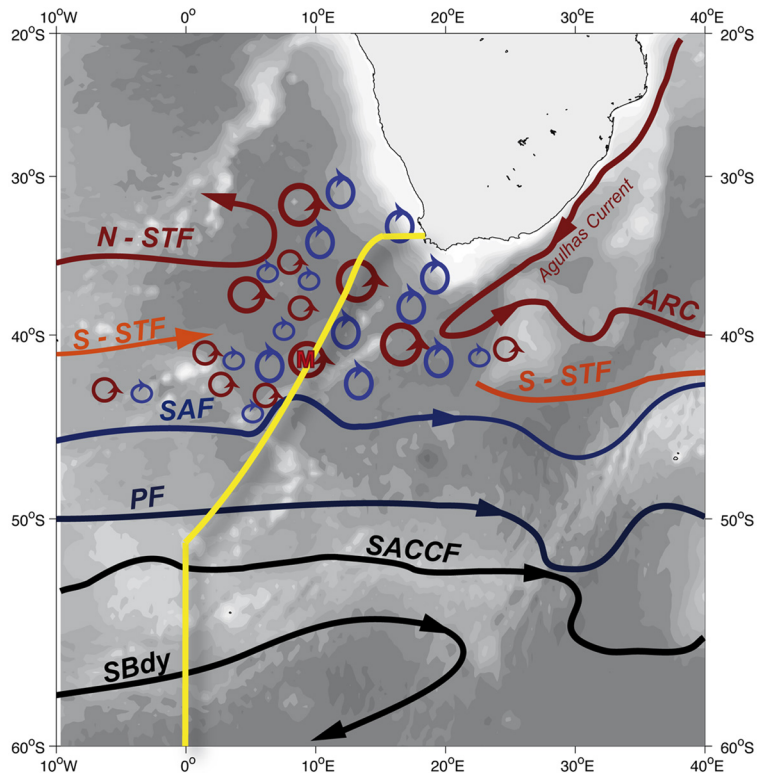 10°W 0° 10°E 20°E 30°E 40°E
20°S 20°S
30°S 30°S
Agulhas Current
N - STF
ARC
S - STF
40°S 40°S
M
S - STF
SAF
PF
50°S 50°S
SACCF
SBdy
60°S 60°S
10°W 0° 10°E 20°E 30°E 40°E